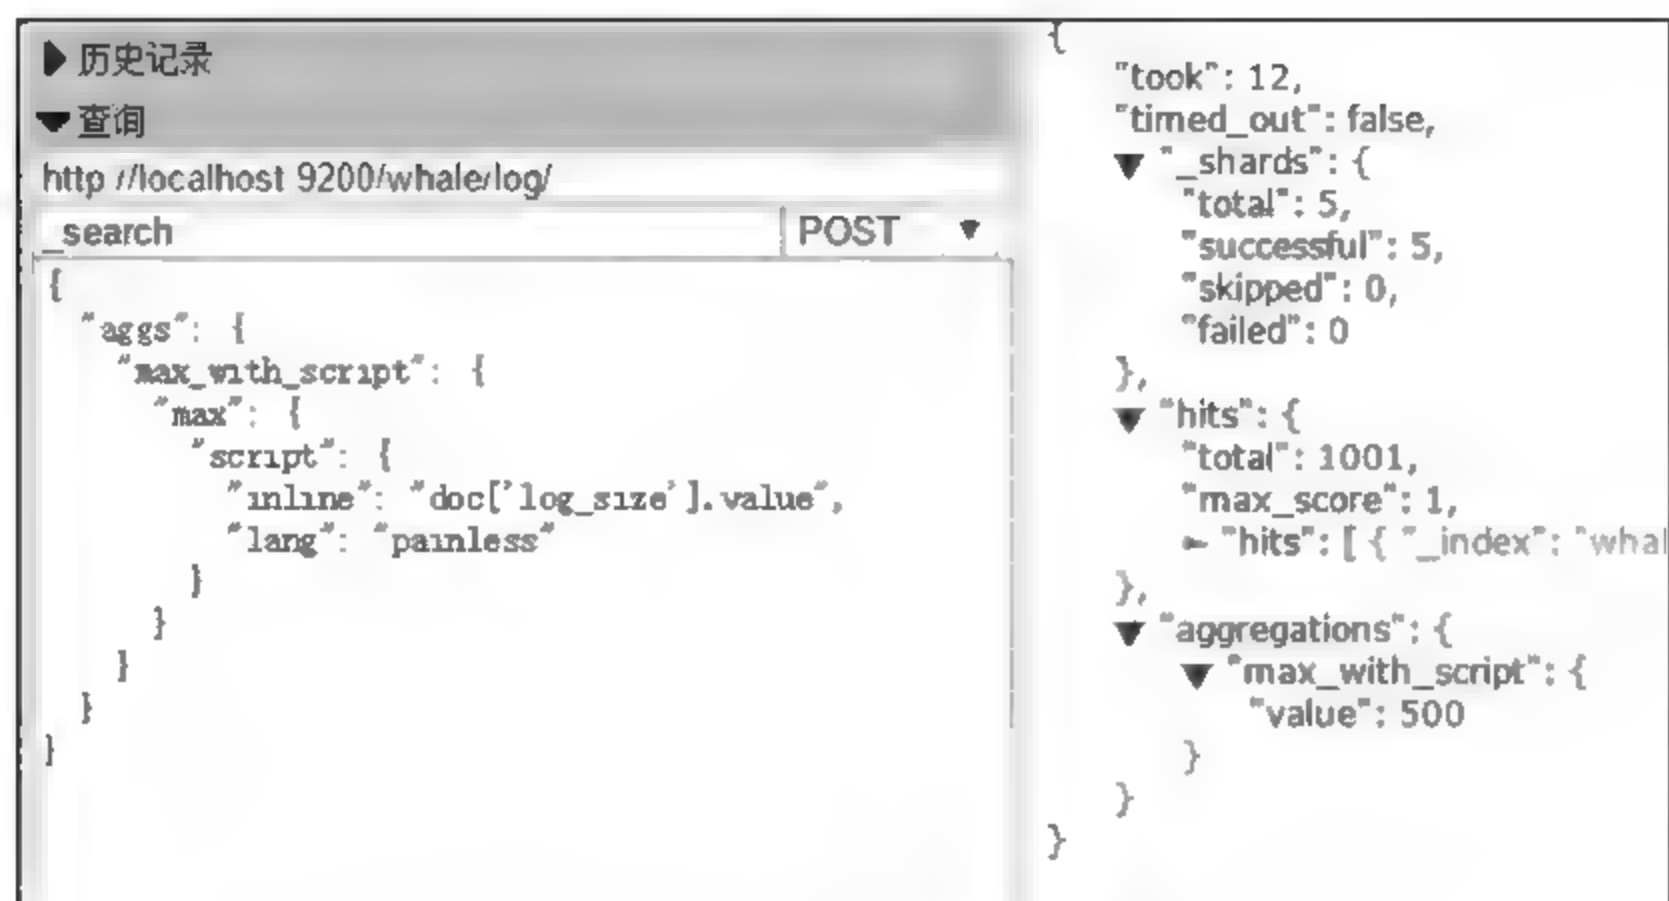 历史记录
查询
http //localhost 9200/whale/log/
_search
POST
{
"aggs": {
"max_with_script": {
"max": {
"script": {
"inline": "doc['log_size'].value",
"lang": "painless"
}
}
}
}
}
{
"took": 12,
"timed_out": false,
"_shards": {
"total": 5,
"successful": 5,
"skipped": 0,
"failed": 0
},
"hits": {
"total": 1001,
"max_score": 1,
"hits": [ { "_index": "whal
},
"aggregations": {
"max_with_script": {
"value": 500
}
}
}